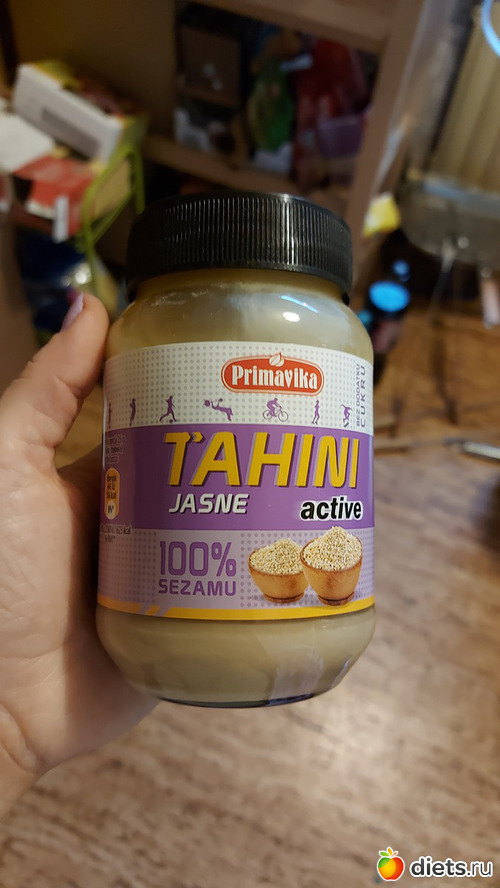 Primavika
BEZ DODATKU
CUKRU
TAHINI
JASNE
active
100%
SEZAMU
diets.ru